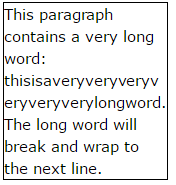 This paragraph
contains a very long
word:
thisisaveryveryveryv
eryveryverylongword.
The long word will
break and wrap to
the next line.